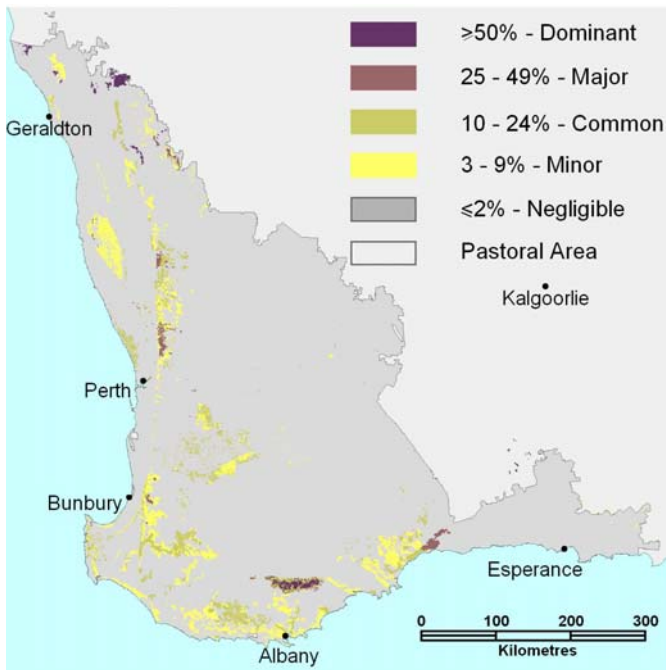 ≥50% - Dominant
25 - 49% - Major
10 - 24% - Common
3 - 9% - Minor
≤2% - Negligible
Pastoral Area
Geraldton
Kalgoorlie
Perth
Bunbury
Esperance
Albany
0 100 200 300
Kilometres